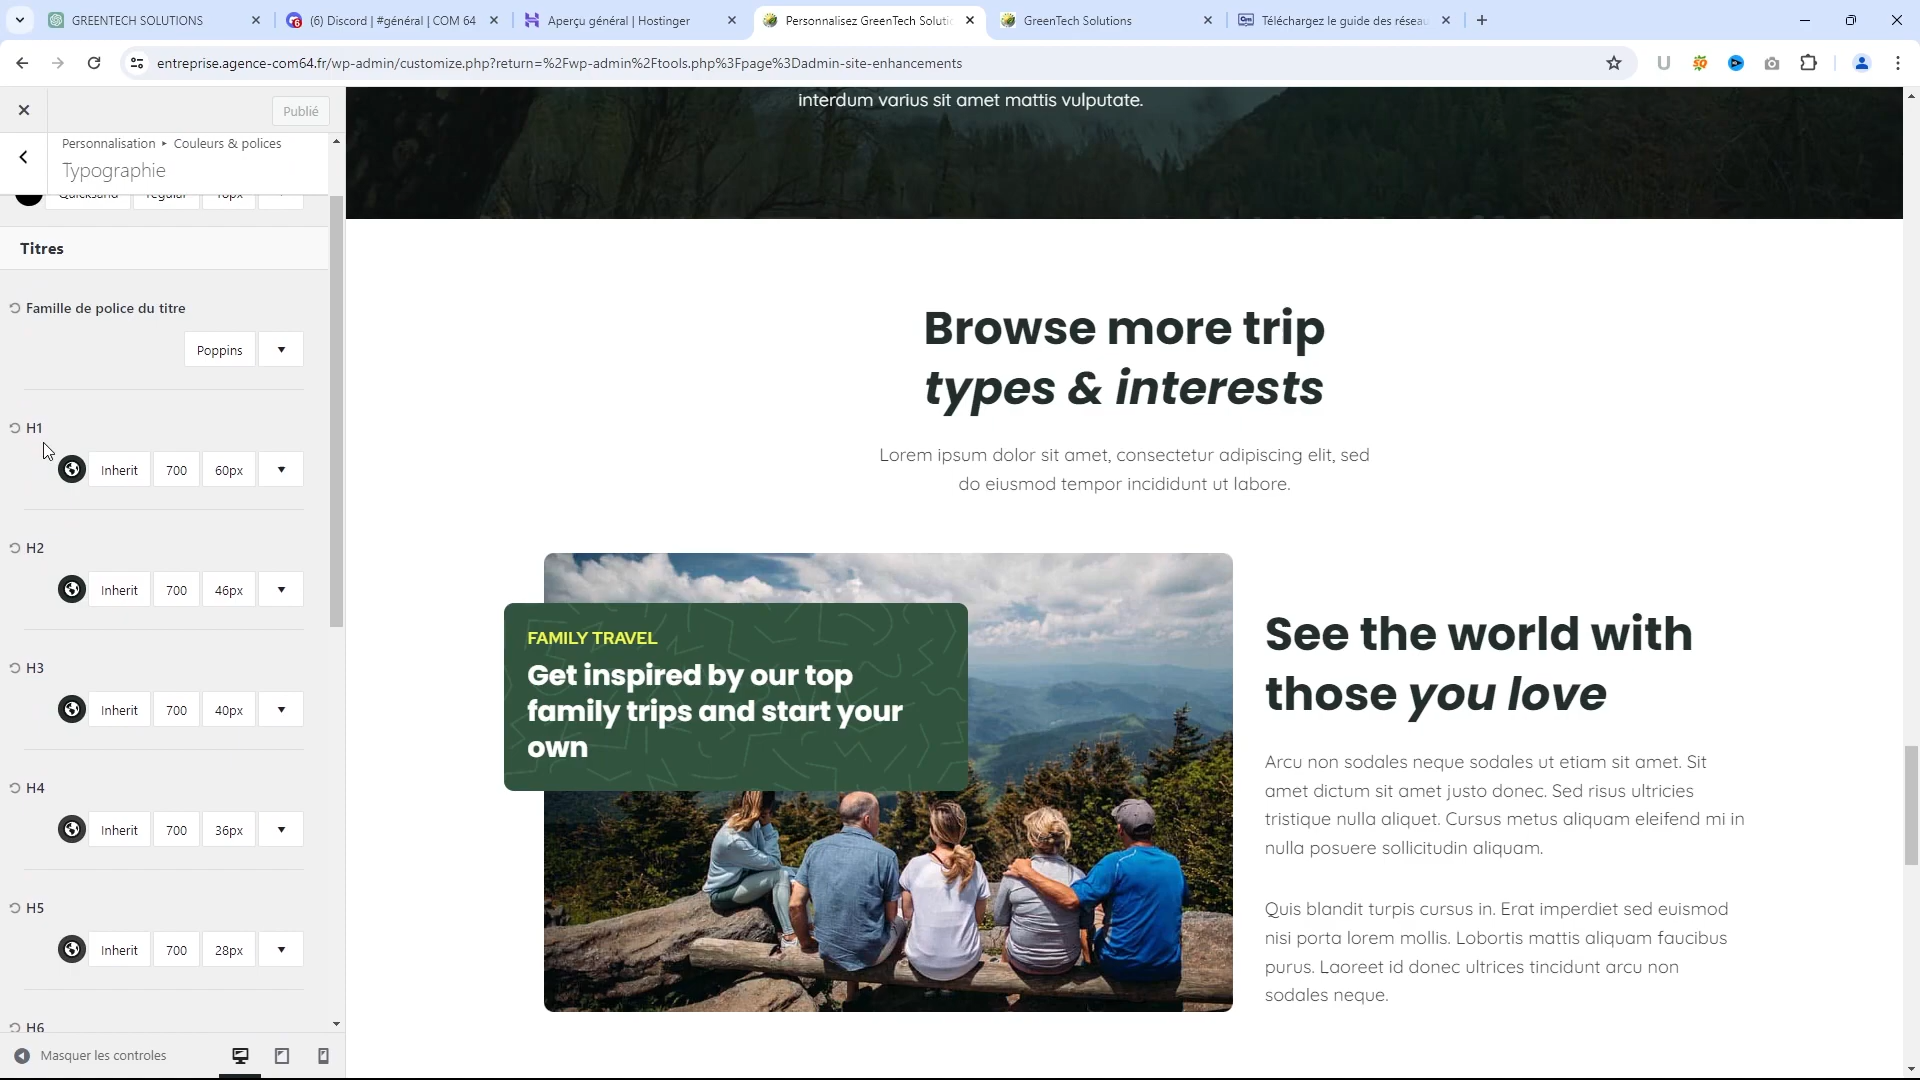 GREENTECH SOLUTIONS
(6) Discord | #général | COM 64
Aperçu général | Hostinger
Personnalisez GreenTech Soluti
GreenTech Solutions
Téléchargez le guide des résea
entreprise.agence-com64.fr/wp-admin/customize.php?return=%2Fwp-admin%2Ftools.php%3Fpage%3Dadmin-site-enhancements
Publié
Personnalisation ▸ Couleurs & polices
Typographie
Quicksand regular 18px
Titres
Famille de police du titre
Poppins
H1
Inherit 700 60px
H2
Inherit 700 46px
H3
Inherit 700 40px
H4
Inherit 700 36px
H5
Inherit 700 28px
H6
Masquer les controles
interdum varius sit amet mattis vulputate.
Browse more trip
types & interests
Lorem ipsum dolor sit amet, consectetur adipiscing elit, sed
do eiusmod tempor incididunt ut labore.
FAMILY TRAVEL
Get inspired by our top
family trips and start your
own
See the world with
those you love
Arcu non sodales neque sodales ut etiam sit amet. Sit
amet dictum sit amet justo donec. Sed risus ultricies
tristique nulla aliquet. Cursus metus aliquam eleifend mi in
nulla posuere sollicitudin aliquam.
Quis blandit turpis cursus in. Erat imperdiet sed euismod
nisi porta lorem mollis. Lobortis mattis aliquam faucibus
purus. Laoreet id donec ultrices tincidunt arcu non
sodales neque.